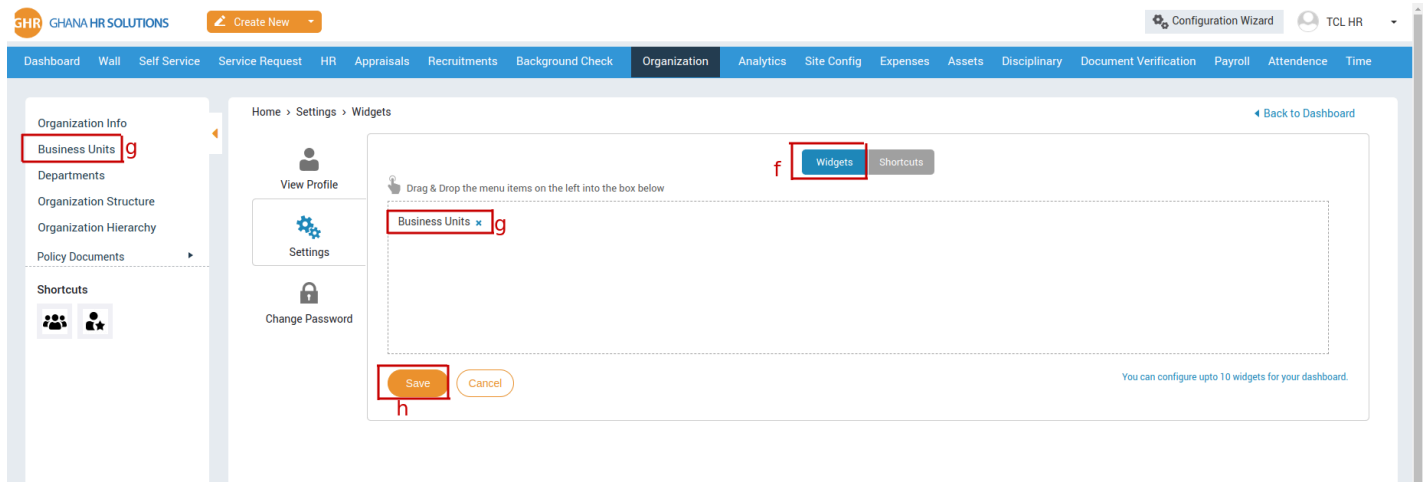 GHR GHANA HR SOLUTIONS Create New Configuration Wizard TCL HR
Dashboard Wall Self Service Service Request HR Appraisals Recruitments Background Check Organization Analytics Site Config Expenses Assets Disciplinary Document Verification Payroll Attendence Time
Organization Info
Business Units g
Departments
Organization Structure
Organization Hierarchy
Policy Documents
Shortcuts
Home > Settings > Widgets
Back to Dashboard
View Profile
Settings
Change Password
f Widgets Shortcuts
Drag & Drop the menu items on the left into the box below
Business Units x g
Save Cancel
h
You can configure upto 10 widgets for your dashboard.